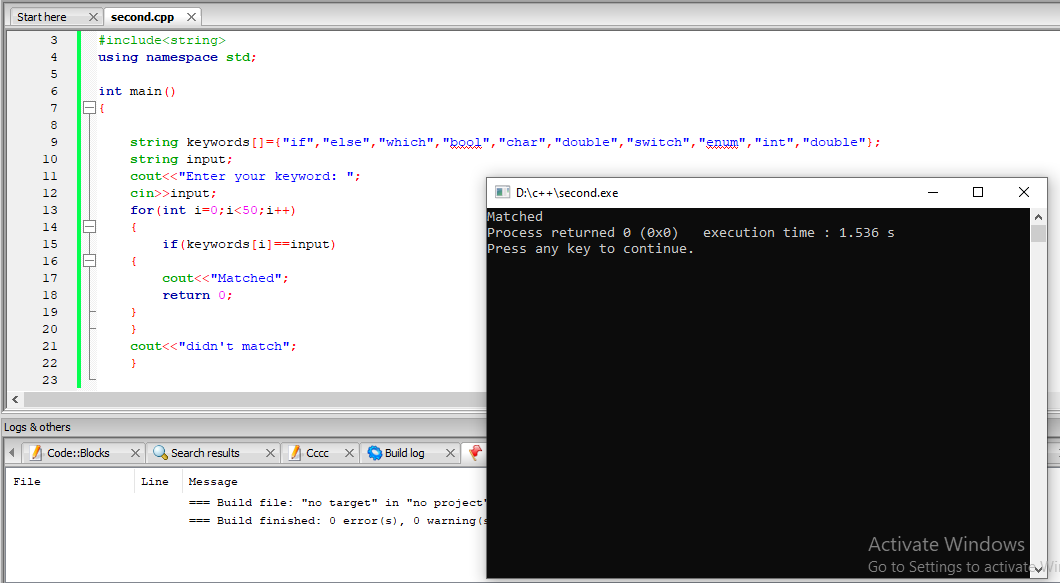 Start here
second.cpp
3 #include<string>
4 using namespace std;
5
6 int main()
7 {
8
9 string keywords[]={"if","else","which","bool","char","double","switch","enum","int","double"};
10 string input;
11 cout<<"Enter your keyword: ";
12 cin>>input;
13 for(int i=0;i<50;i++)
14 {
15 if(keywords[i]==input)
16 {
17 cout<<"Matched";
18 return 0;
19 }
20 }
21 cout<<"didn't match";
22 }
23
D:\c++\second.exe
Matched
Process returned 0 (0x0)   execution time : 1.536 s
Press any key to continue.
Logs & others
Code::Blocks
Search results
Cccc
Build log
File Line Message
=== Build file: "no target" in "no project"
=== Build finished: 0 error(s), 0 warning(s
Activate Windows
Go to Settings to activate Wi